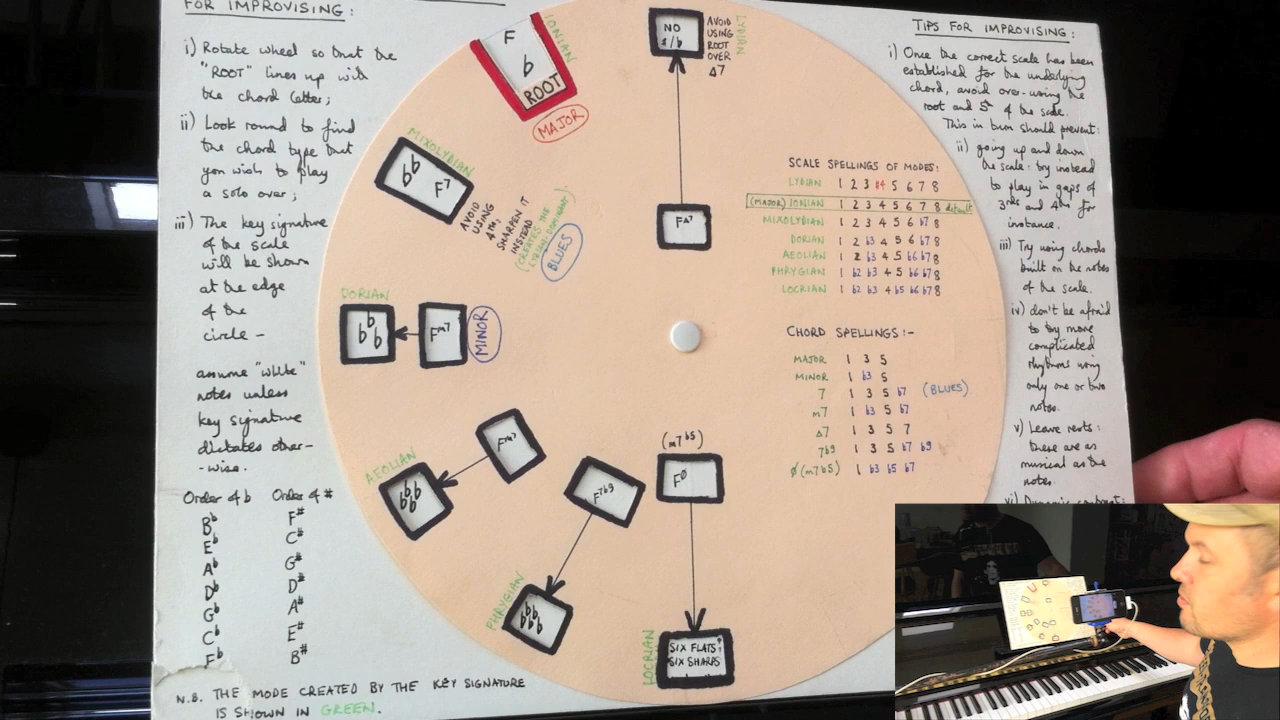 FOR IMPROVISING:
i) Rotate wheel so that the
"ROOT" lines up with
the chord letter;
ii) Look round to find
the chord type that
you wish to play
a solo over;
iii) The key signature
of the scale
will be shown
at the edge
of the
circle -
assume "white"
notes unless
key signature
dictates other-
-wise.
Order of b Order of #
Bb F#
Eb C#
Ab G#
Db D#
Gb A#
Cb E#
Fb B#
N.B. THE MODE CREATED BY THE KEY SIGNATURE
IS SHOWN IN GREEN.
IONIAN
F
b
ROOT
MAJOR
MIXOLYDIAN
bb F7
AVOID
USING
4th,
SHARPEN IT
INSTEAD
(CREATES THE
LYDIAN DOMINANT)
BLUES
DORIAN
b
b b
Fm7
MINOR
AEOLIAN
bb
bb
Fm7
PHRYGIAN
bb
bbb
F7b9
(m7b5)
FØ
LOCRIAN
SIX FLATS/
SIX SHARPS
LYDIAN
NO
#/b
AVOID
USING
ROOT
OVER
Δ7
FΔ7
SCALE SPELLINGS OF MODES:
LYDIAN 1 2 3 #4 5 6 7 8
(MAJOR) IONIAN 1 2 3 4 5 6 7 8 default
MIXOLYDIAN 1 2 3 4 5 6 b7 8
DORIAN 1 2 b3 4 5 6 b7 8
AEOLIAN 1 2 b3 4 5 b6 b7 8
PHRYGIAN 1 b2 b3 4 5 b6 b7 8
LOCRIAN 1 b2 b3 4 b5 b6 b7 8
CHORD SPELLINGS:-
MAJOR 1 3 5
MINOR 1 b3 5
7 1 3 5 b7 (BLUES)
m7 1 b3 5 b7
Δ7 1 3 5 7
7b9 1 3 5 b7 b9
Ø (m7b5) 1 b3 b5 b7
TIPS FOR IMPROVISING:
i) Once the correct scale has been
established for the underlying
chord, avoid over-using the
root and 5th of the scale.
This in turn should prevent:
ii) going up and down
the scale: try instead
to play in gaps of
3rds and 4ths for
instance.
iii) Try using chords
built on the notes
of the scale.
iv) don't be afraid
to try more
complicated
rhythms using
only one or two
notes.
v) Leave rests:
these are as
musical as the
notes.
vi) Dynamic contrast: